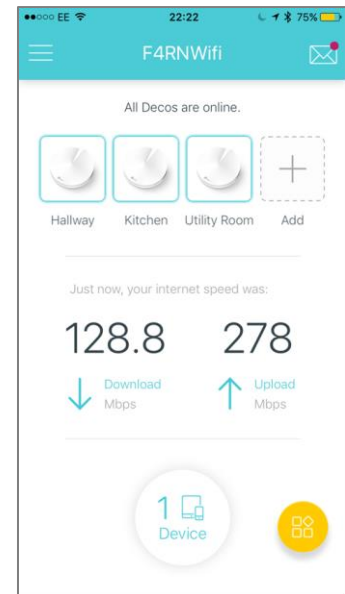 EE 22:22 75%
F4RNWifi
All Decos are online.
Hallway Kitchen Utility Room Add
Just now, your internet speed was:
128.8 278
Download Upload
Mbps Mbps
1
Device